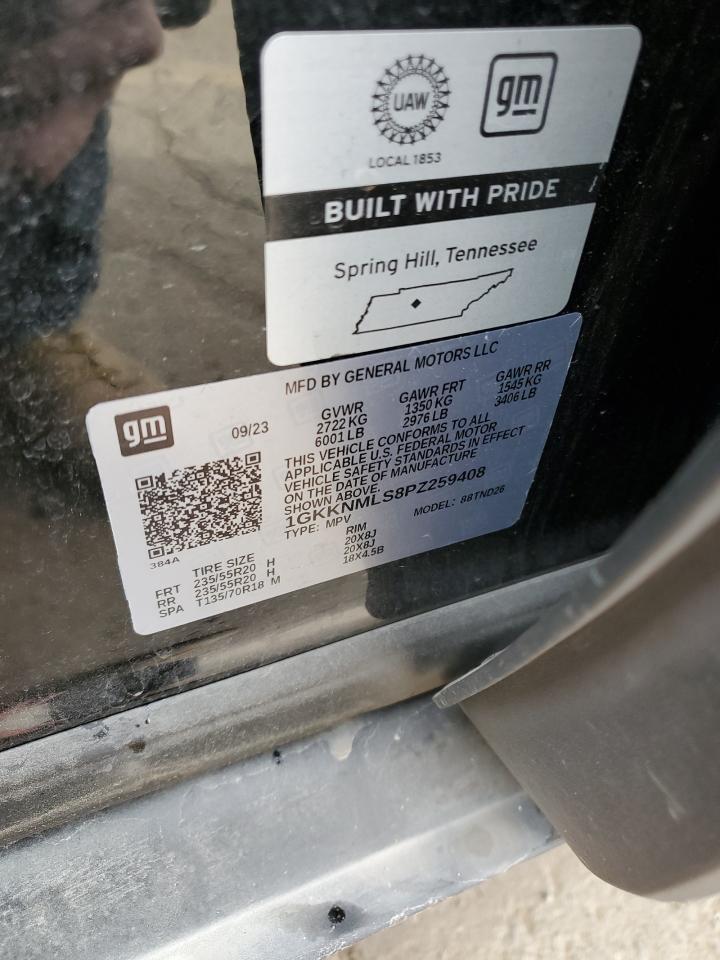 UAW
gm
LOCAL 1853
BUILT WITH PRIDE
Spring Hill, Tennessee
MFD BY GENERAL MOTORS LLC
gm
09/23
GVWR
2722 KG
6001 LB
GAWR FRT
1350 KG
2976 LB
GAWR RR
1545 KG
3406 LB
THIS VEHICLE CONFORMS TO ALL
APPLICABLE U.S. FEDERAL MOTOR
VEHICLE SAFETY STANDARDS IN EFFECT
ON THE DATE OF MANUFACTURE
SHOWN ABOVE.
1GKKNMLS8PZ259408
TYPE: MPV
MODEL: 88TND26
384A
TIRE SIZE RIM
FRT 235/55R20 H 20X8J
RR 235/55R20 H 20X8J
SPA T135/70R18 M 18X4.5B